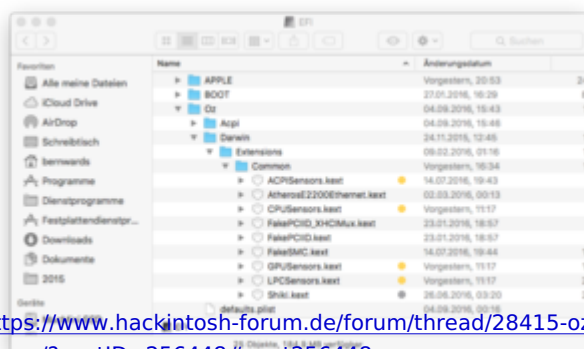 EFI
Suchen
Favoriten
Alle meine Dateien
iCloud Drive
AirDrop
Schreibtisch
bernwards
Programme
Dienstprogramme
Festplattendienstpr...
Downloads
Dokumente
2015
Geräte
Name
Änderungsdatum
APPLE Vorgestern, 20:53
BOOT 27.01.2016, 16:29
Oz 04.09.2016, 15:43
Acpi 04.09.2016, 15:46
Darwin 24.11.2015, 12:46
Extensions 09.02.2016, 01:16
Common Vorgestern, 16:34
ACPISensors.kext 14.07.2016, 19:43
AtherosE2200Ethernet.kext 02.03.2016, 00:13
CPUSensors.kext Vorgestern, 11:17
FakePCIID_XHCIMux.kext 23.01.2016, 18:57
FakePCIID.kext 23.01.2016, 18:57
FakeSMC.kext 14.07.2016, 19:44
GPUSensors.kext Vorgestern, 11:17
LPCSensors.kext Vorgestern, 11:17
Shiki.kext 26.06.2016, 03:20
defaults.plist
tps://www.hackintosh-forum.de/forum/thread/28415-oz